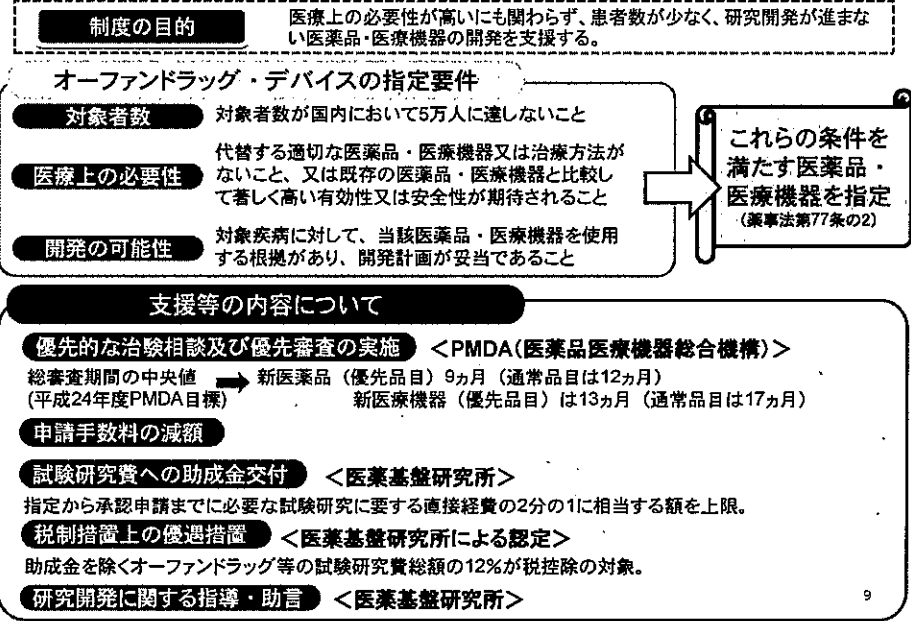 制度の目的
医療上の必要性が高いにも関わらず、患者数が少なく、研究開発が進まな
い医薬品・医療機器の開発を支援する。
オーファンドラッグ・デバイスの指定要件
対象者数
対象者数が国内において5万人に達しないこと
医療上の必要性
代替する適切な医薬品・医療機器又は治療方法が
ないこと、又は既存の医薬品・医療機器と比較し
て著しく高い有効性又は安全性が期待されること
開発の可能性
対象疾病に対して、当該医薬品・医療機器を使用
する根拠があり、開発計画が妥当であること
これらの条件を
満たす医薬品・
医療機器を指定
(薬事法第77条の2)
支援等の内容について
優先的な治験相談及び優先審査の実施 <PMDA(医薬品医療機器総合機構)>
総審査期間の中央値 新医薬品(優先品目)9ヵ月(通常品目は12ヵ月)
(平成24年度PMDA目標) 新医療機器(優先品目)は13ヵ月(通常品目は17ヵ月)
申請手数料の減額
試験研究費への助成金交付 <医薬基盤研究所>
指定から承認申請までに必要な試験研究に要する直接経費の2分の1に相当する額を上限。
税制措置上の優遇措置 <医薬基盤研究所による認定>
助成金を除くオーファンドラッグ等の試験研究費総額の12%が税控除の対象。
研究開発に関する指導・助言 <医薬基盤研究所>
9